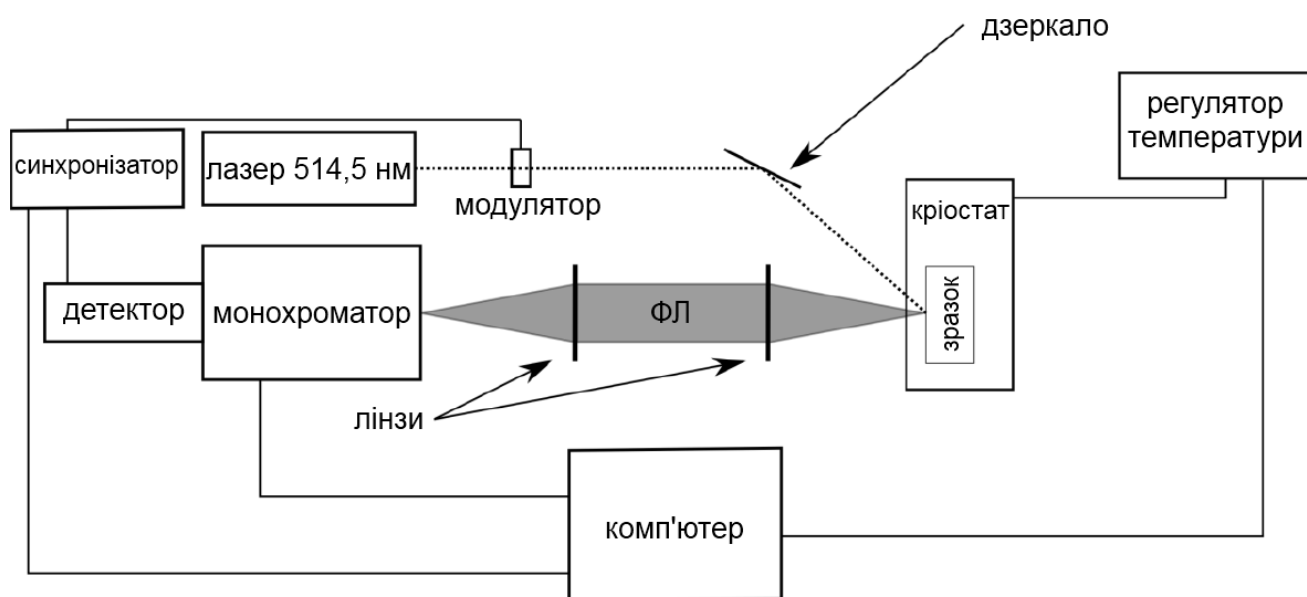 дзеркало
регулятор
температури
синхронізатор
лазер 514,5 нм
модулятор
кріостат
детектор
монохроматор
ФЛ
зразок
лінзи
комп'ютер